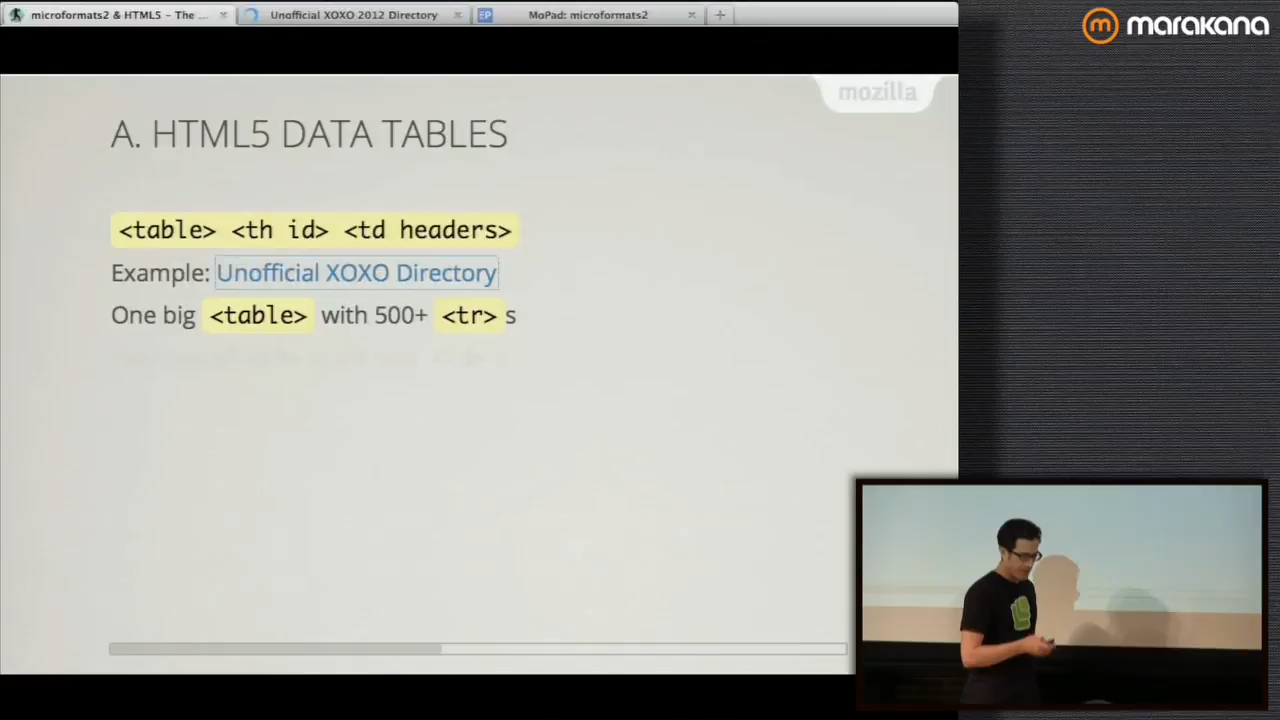 microformats2 & HTML5 - The ...
Unofficial XOXO 2012 Directory
EP
MoPad: microformats2
marakana
mozilla
A. HTML5 DATA TABLES
<table> <th id> <td headers>
Example: Unofficial XOXO Directory
One big <table> with 500+ <tr>s